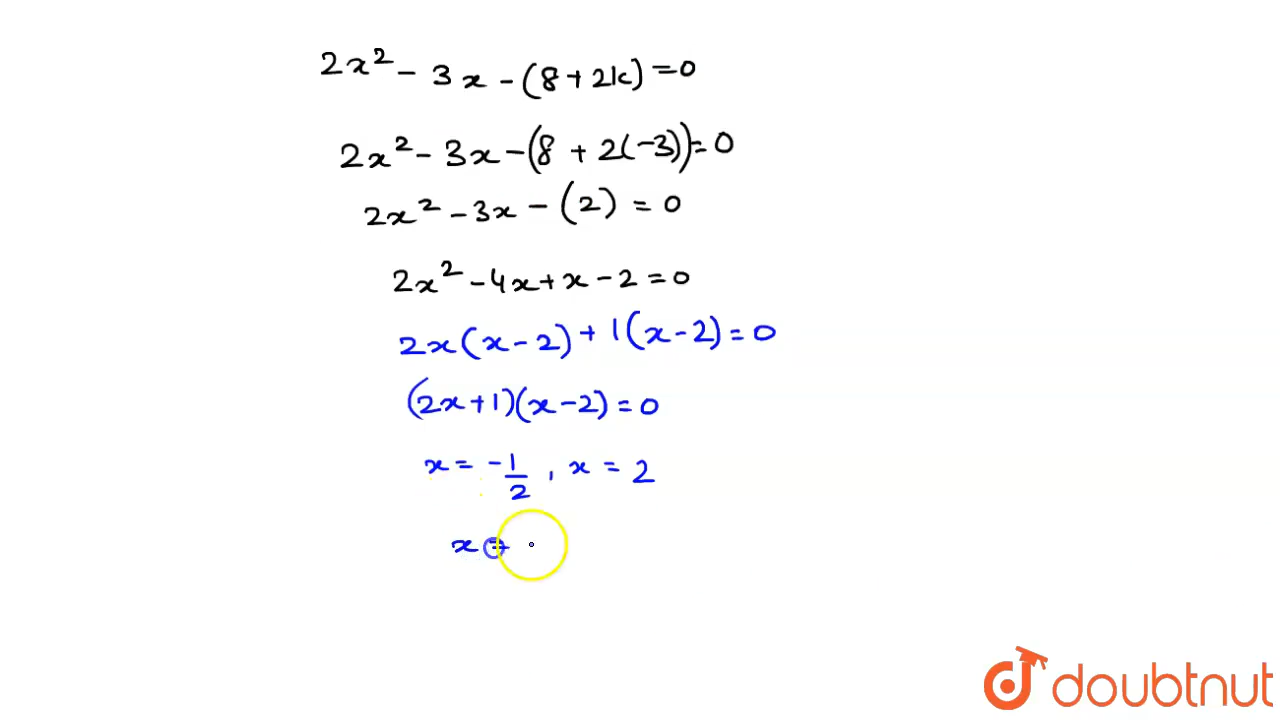 2x² - 3x - (8 + 2k) = 0
2x² - 3x - (8 + 2(-3)) = 0
2x² - 3x - (2) = 0
2x² - 4x + x - 2 = 0
2x(x - 2) + 1(x - 2) = 0
(2x + 1)(x - 2) = 0
x = -1/2 , x = 2
x =
doubtnut